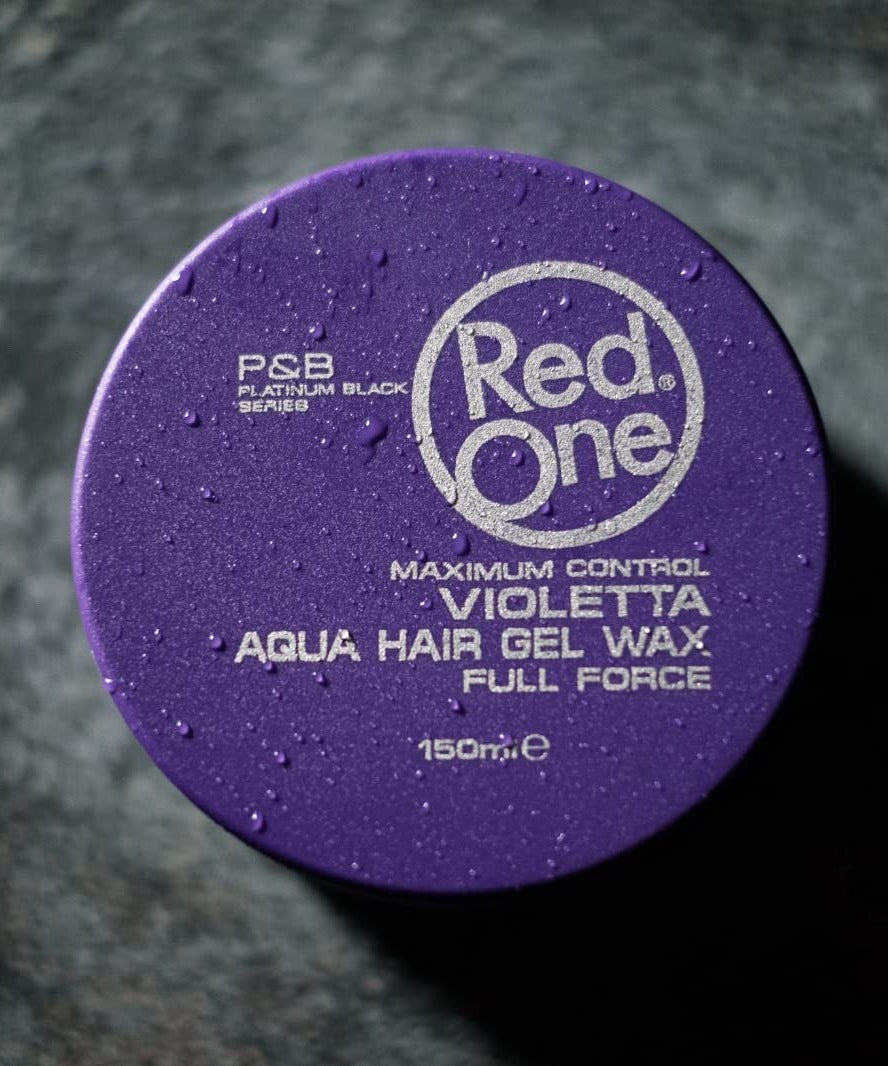 P&B
PLATINUM BLACK
SERIES
Red®
One
MAXIMUM CONTROL
VIOLETTA
AQUA HAIR GEL WAX
FULL FORCE
150ml℮